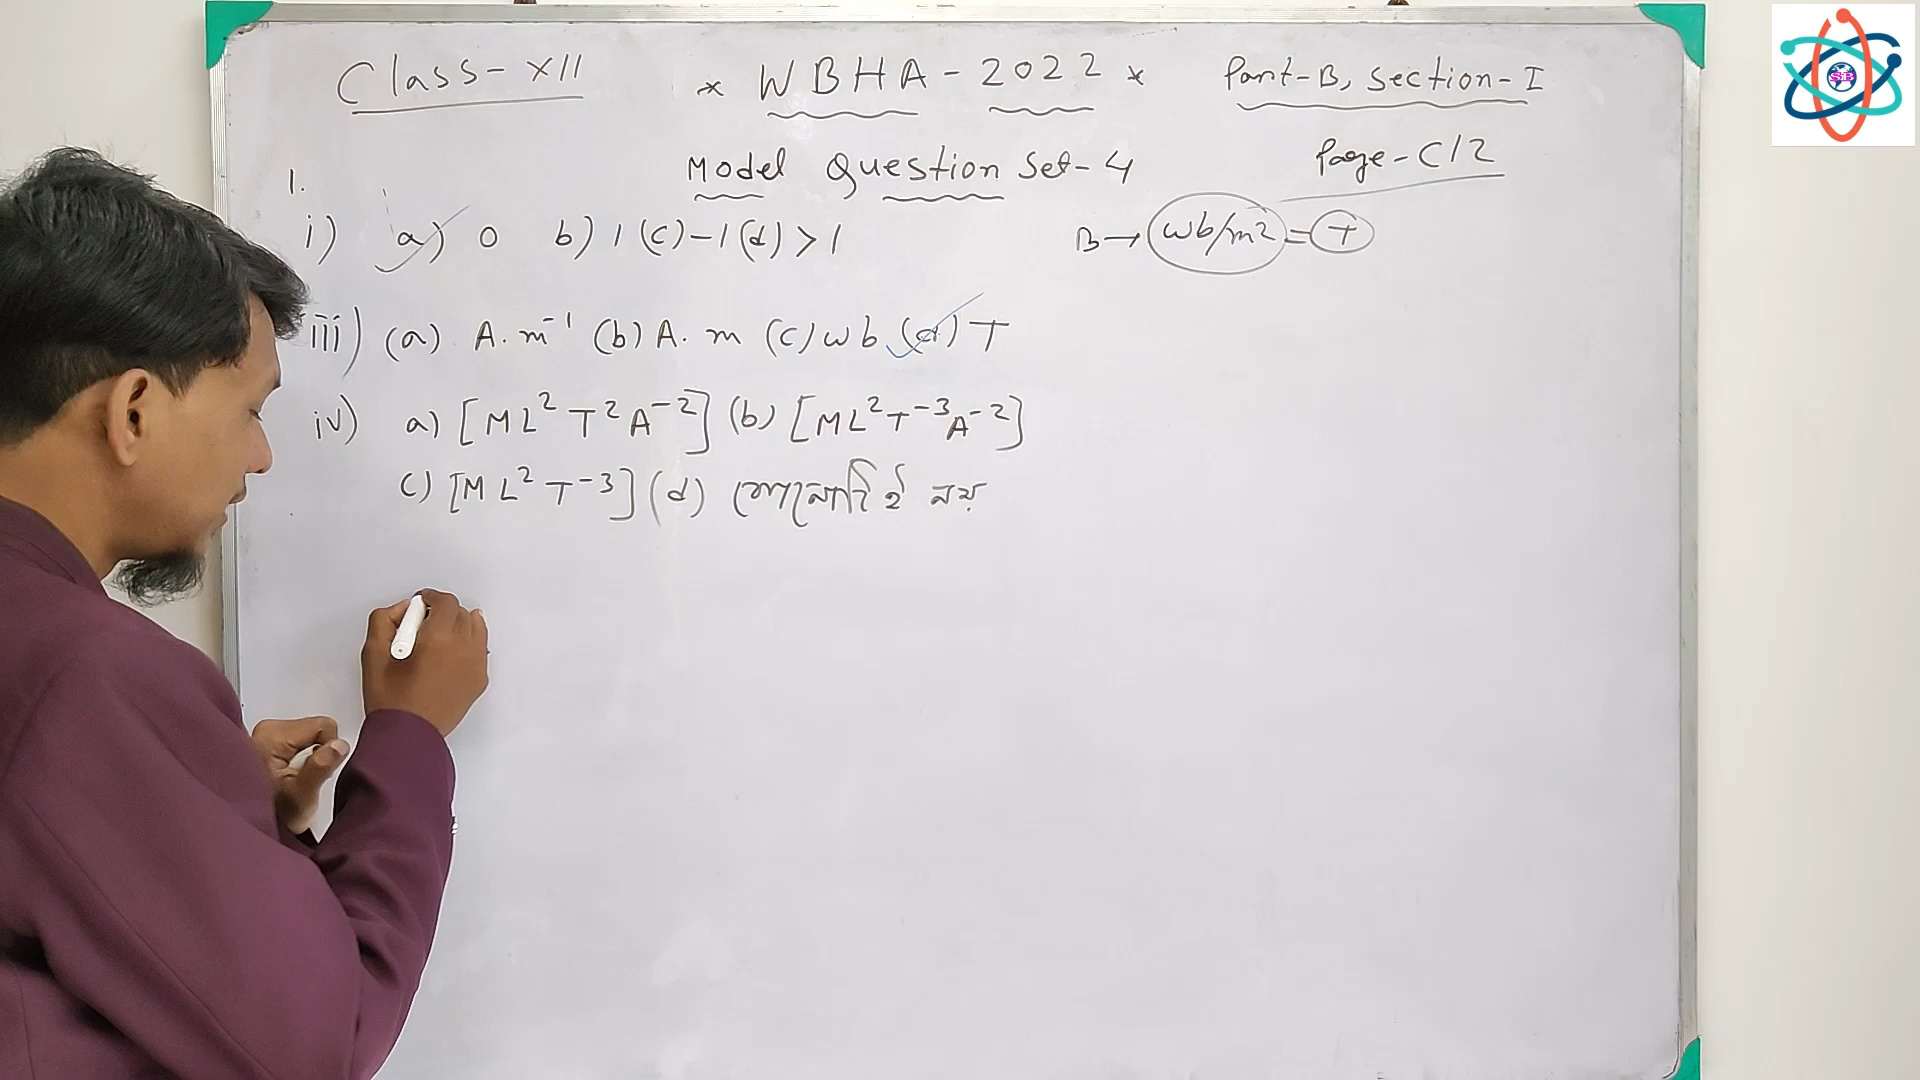 Class-XII * WBHA-2022 * Part-B, Section-I
Model Question Set-4 Page-C12
1.
i) a) 0 b) 1 (c) -1 (d) >1 B → wb/m² = T
iii) (a) A.m⁻¹ (b) A.m (c) wb (d) T
iv) a) [ML²T²A⁻²] (b) [ML²T⁻³A⁻²]
c) [ML²T⁻³] (d) কোনোটিই নয়